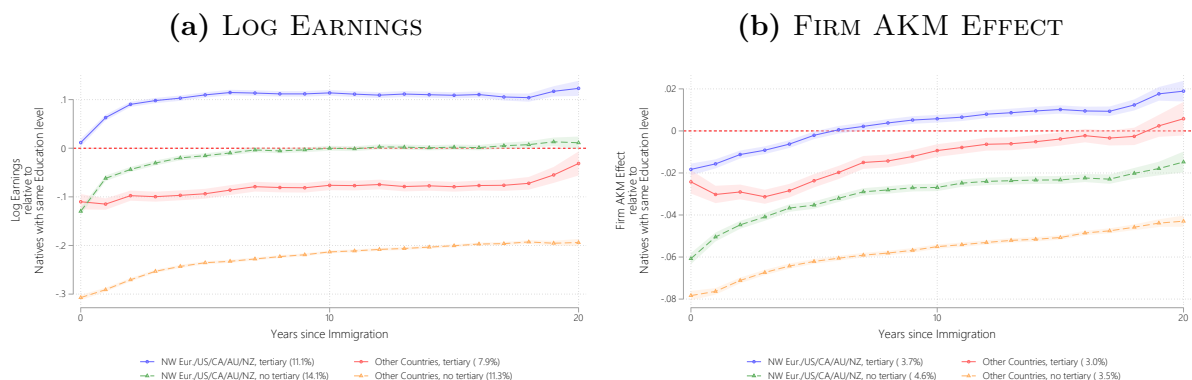 (a) Log Earnings
(b) Firm AKM Effect
Log Earnings
relative to
Natives with same Education level
.1
0
-.1
-.2
-.3
0
10
20
Years since Immigration
NW Eur./US/CA/AU/NZ, tertiary (11.1%)
Other Countries, tertiary ( 7.9%)
NW Eur./US/CA/AU/NZ, no tertiary (14.1%)
Other Countries, no tertiary (11.3%)
Firm AKM Effect
relative to
Natives with same Education level
.02
0
-.02
-.04
-.06
-.08
0
10
20
Years since Immigration
NW Eur./US/CA/AU/NZ, tertiary ( 3.7%)
Other Countries, tertiary ( 3.0%)
NW Eur./US/CA/AU/NZ, no tertiary ( 4.6%)
Other Countries, no tertiary ( 3.5%)